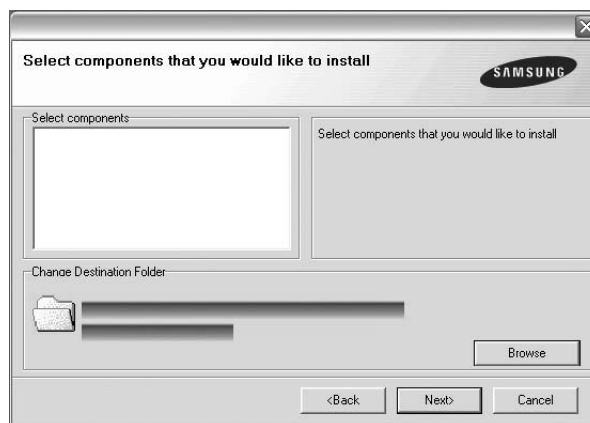 Select components that you would like to install
SAMSUNG
Select components
Select components that you would like to install
Change Destination Folder
Browse
<Back
Next>
Cancel